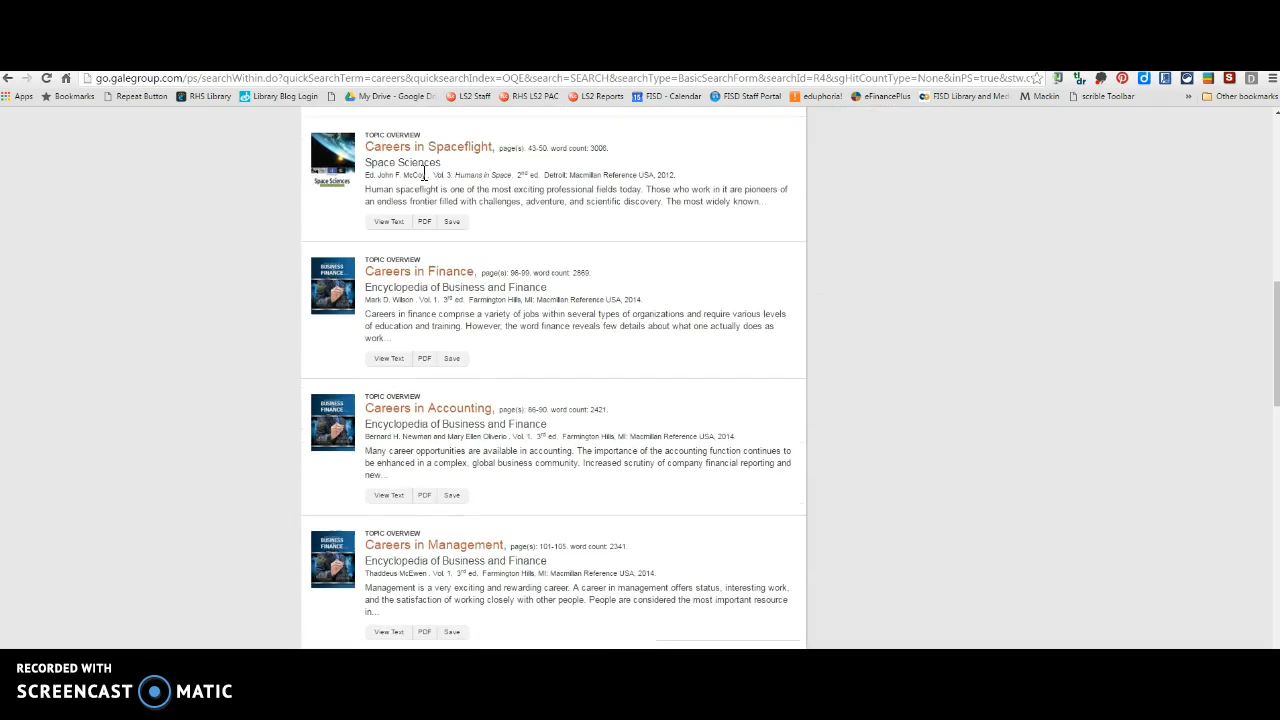 go.galegroup.com/ps/searchWithin.do?quickSearchTerm=careers&quicksearchIndex=OQE&search=SEARCH&searchType=BasicSearchForm&searchId=R4&sgHitCountType=None&inPS=true&stw.c
Apps Bookmarks Repeat Button RHS Library Library Blog Login My Drive - Google Dr LS2 Staff RHS LS2 PAC LS2 Reports FISD - Calendar FISD Staff Portal eduphoria! eFinancePlus FISD Library and Med Mackin scrible Toolbar » Other bookmarks
TOPIC OVERVIEW
Careers in Spaceflight, page(s): 43-50. word count: 3006.
Space Sciences
Ed. John F. McCoy. Vol. 3: Humans in Space. 2nd ed. Detroit: Macmillan Reference USA, 2012.
Human spaceflight is one of the most exciting professional fields today. Those who work in it are pioneers of
an endless frontier filled with challenges, adventure, and scientific discovery. The most widely known...
View Text PDF Save
Space Sciences
TOPIC OVERVIEW
Careers in Finance, page(s): 96-99. word count: 2869.
Encyclopedia of Business and Finance
Mark D. Wilson . Vol. 1. 3rd ed. Farmington Hills, MI: Macmillan Reference USA, 2014.
Careers in finance comprise a variety of jobs within several types of organizations and require various levels
of education and training. However, the word finance reveals few details about what one actually does as
work...
View Text PDF Save
BUSINESS
FINANCE
TOPIC OVERVIEW
Careers in Accounting, page(s): 86-90. word count: 2421.
Encyclopedia of Business and Finance
Bernard H. Newman and Mary Ellen Oliverio . Vol. 1. 3rd ed. Farmington Hills, MI: Macmillan Reference USA, 2014.
Many career opportunities are available in accounting. The importance of the accounting function continues to
be enhanced in a complex, global business community. Increased scrutiny of company financial reporting and
new...
View Text PDF Save
BUSINESS
FINANCE
TOPIC OVERVIEW
Careers in Management, page(s): 101-105. word count: 2341.
Encyclopedia of Business and Finance
Thaddeus McEwen . Vol. 1. 3rd ed. Farmington Hills, MI: Macmillan Reference USA, 2014.
Management is a very exciting and rewarding career. A career in management offers status, interesting work,
and the satisfaction of working closely with other people. People are considered the most important resource
in...
View Text PDF Save
BUSINESS
FINANCE
RECORDED WITH
SCREENCAST MATIC